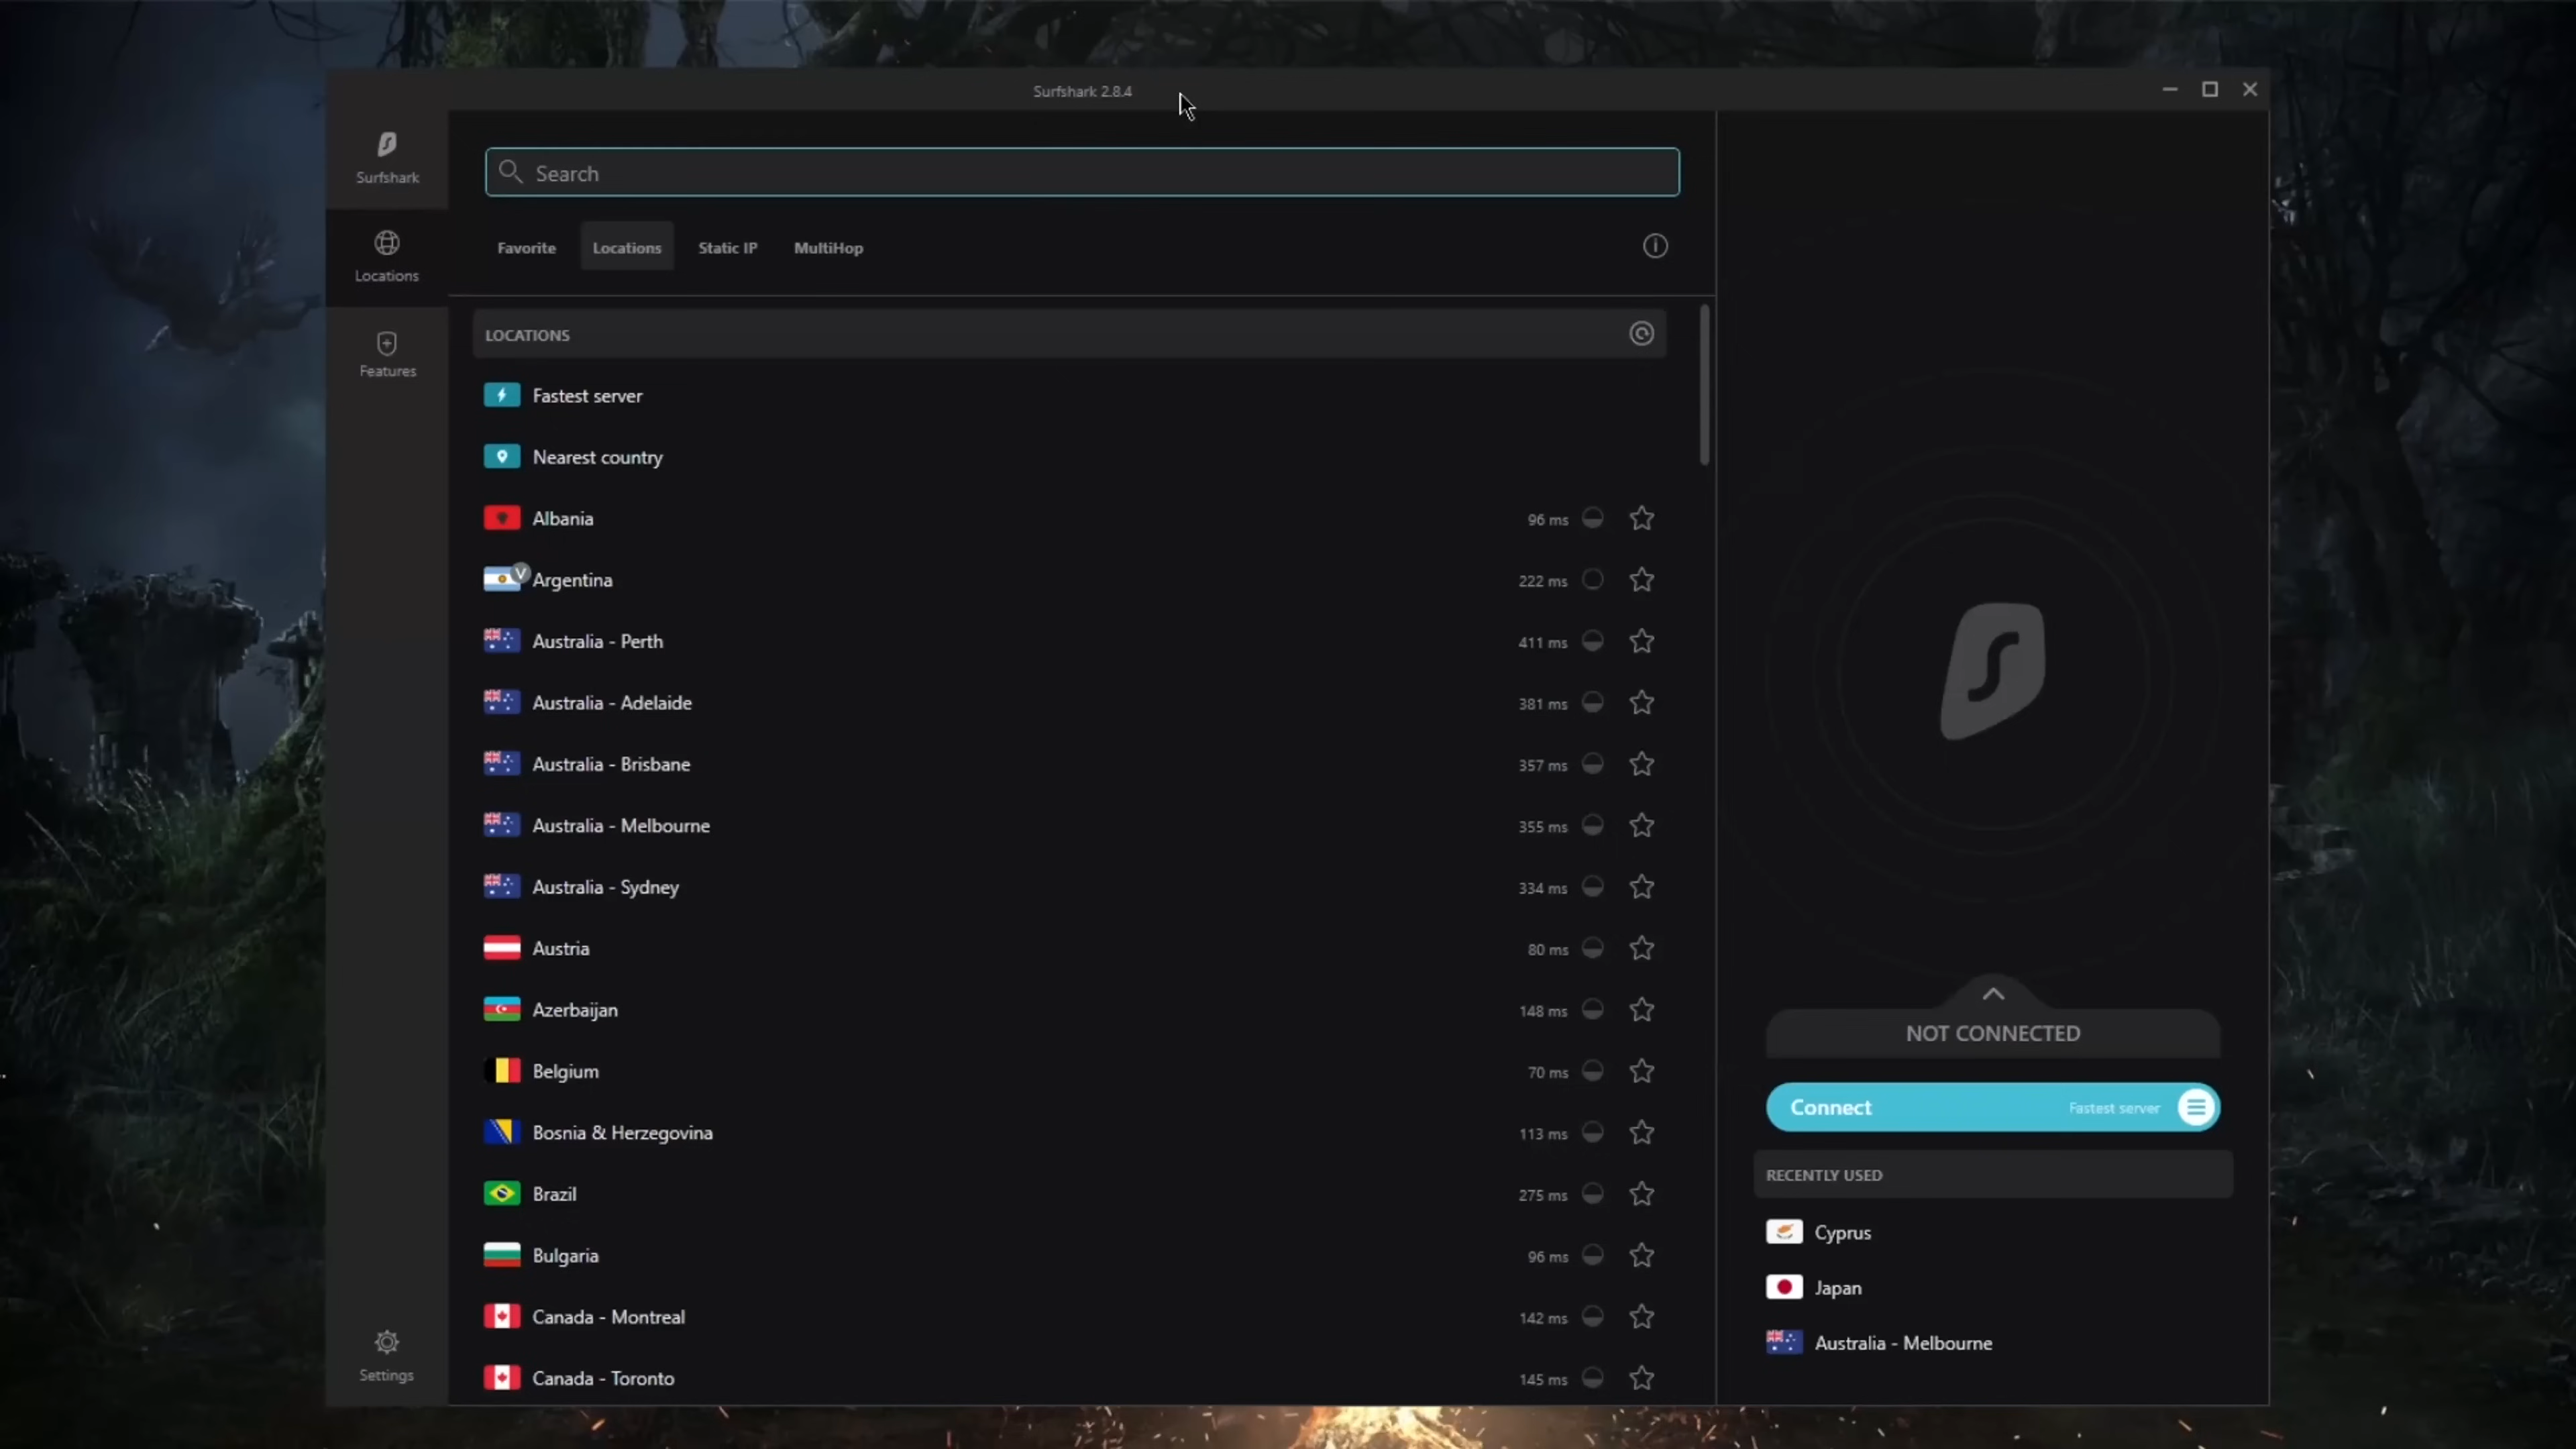 Surfshark 2.8.4
Surfshark
Locations
Features
Settings
Search
Favorite
Locations
Static IP
MultiHop
LOCATIONS
Fastest server
Nearest country
Albania 96 ms
V
Argentina 222 ms
Australia - Perth 411 ms
Australia - Adelaide 381 ms
Australia - Brisbane 357 ms
Australia - Melbourne 355 ms
Australia - Sydney 334 ms
Austria 80 ms
Azerbaijan 148 ms
Belgium 70 ms
Bosnia & Herzegovina 113 ms
Brazil 275 ms
Bulgaria 96 ms
Canada - Montreal 142 ms
Canada - Toronto 145 ms
NOT CONNECTED
Connect Fastest server
RECENTLY USED
Cyprus
Japan
Australia - Melbourne